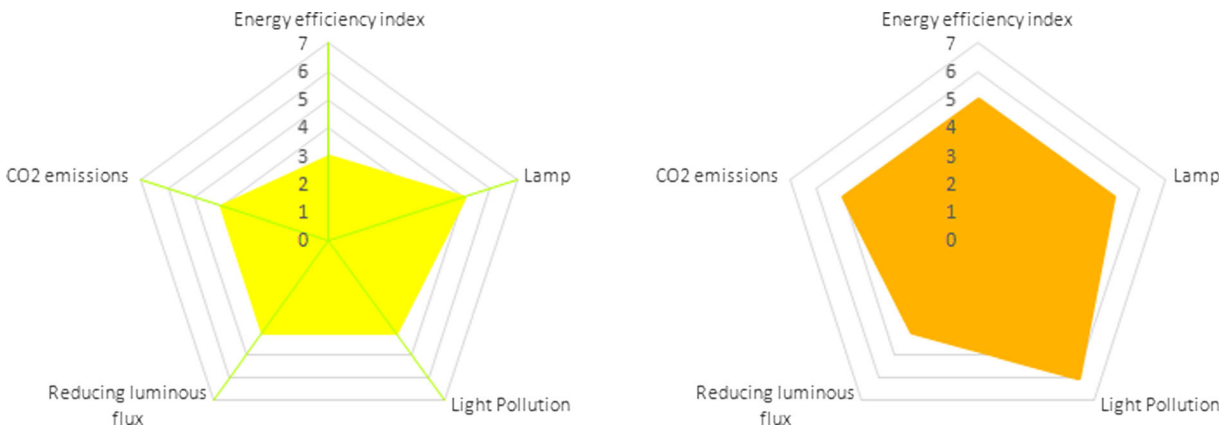 Energy efficiency index
7
6
5
4
3
2
1
0
CO2 emissions
Lamp
Reducing luminous
flux
Light Pollution
Energy efficiency index
7
6
5
4
3
2
1
0
CO2 emissions
Lamp
Reducing luminous
flux
Light Pollution